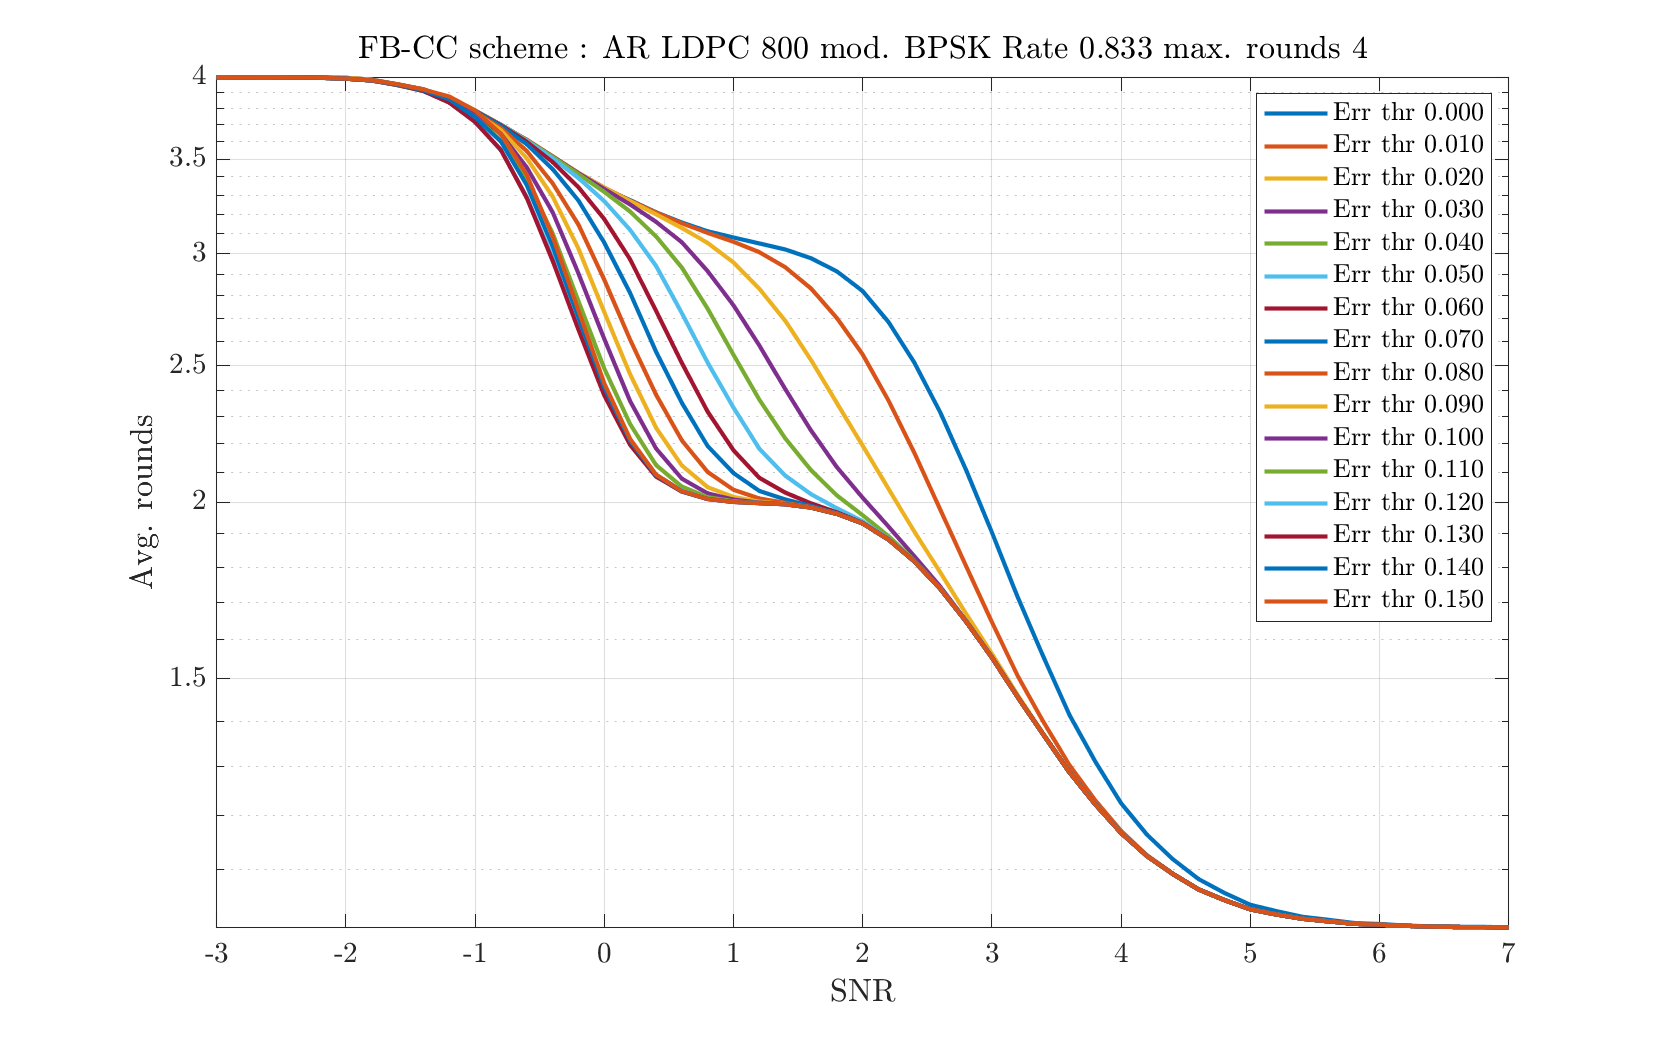 FB-CC scheme : AR LDPC 800 mod. BPSK Rate 0.833 max. rounds 4
4
3.5
3
2.5
2
1.5
Avg. rounds
Err thr 0.000
Err thr 0.010
Err thr 0.020
Err thr 0.030
Err thr 0.040
Err thr 0.050
Err thr 0.060
Err thr 0.070
Err thr 0.080
Err thr 0.090
Err thr 0.100
Err thr 0.110
Err thr 0.120
Err thr 0.130
Err thr 0.140
Err thr 0.150
-3 -2 -1 0 1 2 3 4 5 6 7
SNR